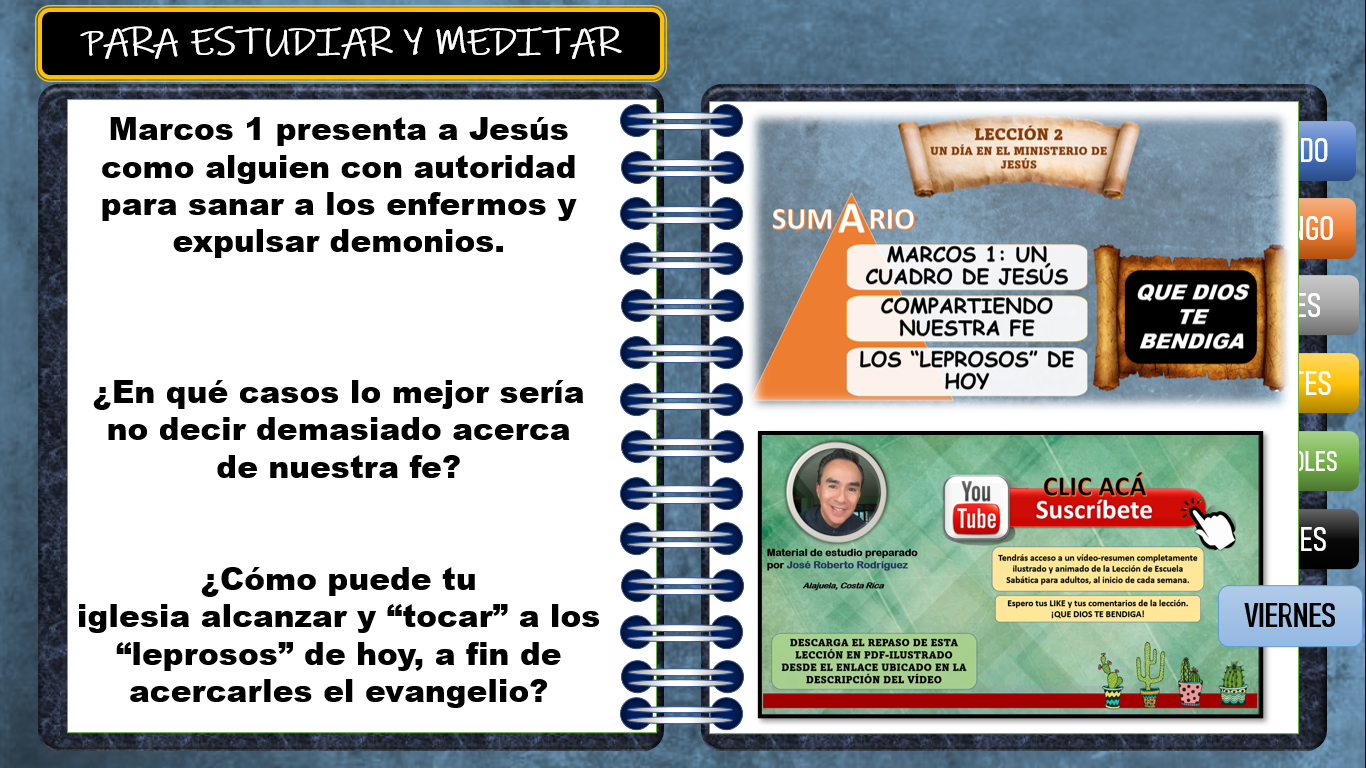 PARA ESTUDIAR Y MEDITAR
Marcos 1 presenta a Jesús
como alguien con autoridad
para sanar a los enfermos y
expulsar demonios.
¿En qué casos lo mejor sería
no decir demasiado acerca
de nuestra fe?
¿Cómo puede tu
iglesia alcanzar y “tocar” a los
“leprosos” de hoy, a fin de
acercarles el evangelio?
LECCIÓN 2
UN DÍA EN EL MINISTERIO DE
JESÚS
SUMARIO
MARCOS 1: UN
CUADRO DE JESÚS
COMPARTIENDO
NUESTRA FE
LOS “LEPROSOS” DE
HOY
QUE DIOS
TE
BENDIGA
Material de estudio preparado
por José Roberto Rodríguez
Alajuela, Costa Rica
You
Tube
CLIC ACÁ
Suscríbete
Tendrás acceso a un vídeo-resumen completamente
ilustrado y animado de la Lección de Escuela
Sabática para adultos, al inicio de cada semana.
Espero tus LIKE y tus comentarios de la lección.
¡QUE DIOS TE BENDIGA!
DESCARGA EL REPASO DE ESTA
LECCIÓN EN PDF-ILUSTRADO
DESDE EL ENLACE UBICADO EN LA
DESCRIPCIÓN DEL VÍDEO
DO
NGO
ES
TES
OLES
ES
VIERNES